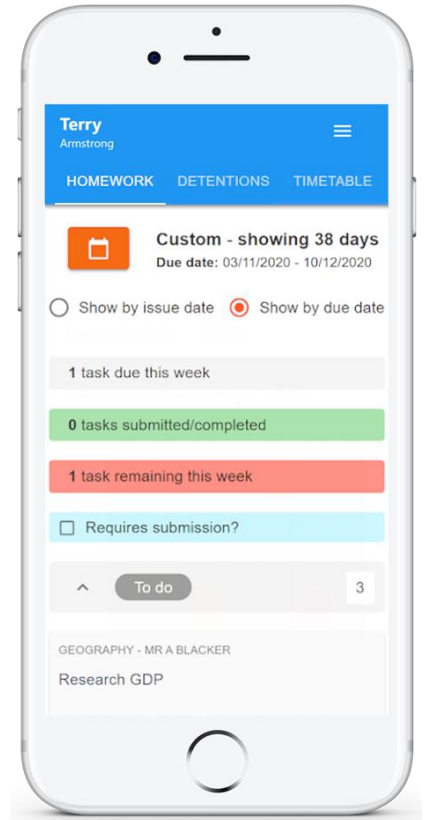 Terry
Armstrong
HOMEWORK DETENTIONS TIMETABLE
Custom - showing 38 days
Due date: 03/11/2020 - 10/12/2020
Show by issue date Show by due date
1 task due this week
0 tasks submitted/completed
1 task remaining this week
Requires submission?
To do 3
GEOGRAPHY - MR A BLACKER
Research GDP